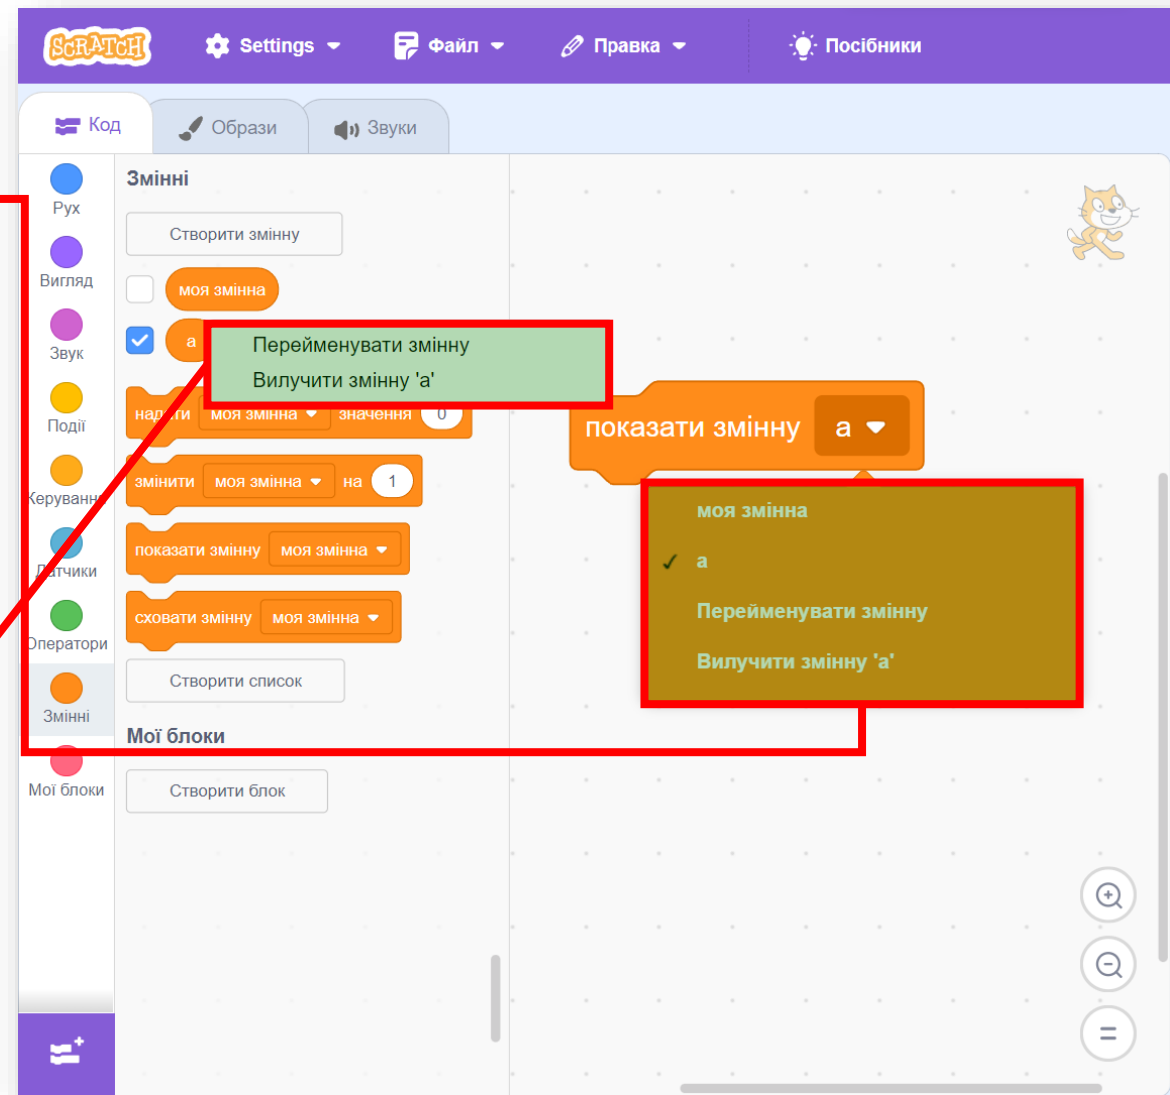 SCRATCH Settings Файл Правка Посібники
Код Образи Звуки
Рух
Вигляд
Звук
Події
Керування
Датчики
Оператори
Змінні
Мої блоки
Змінні
Створити змінну
моя змінна
a
Перейменувати змінну
Вилучити змінну 'a'
надати моя змінна значення 0
змінити моя змінна на 1
показати змінну моя змінна
сховати змінну моя змінна
Створити список
Мої блоки
Створити блок
показати змінну a
моя змінна
✓ a
Перейменувати змінну
Вилучити змінну 'a'